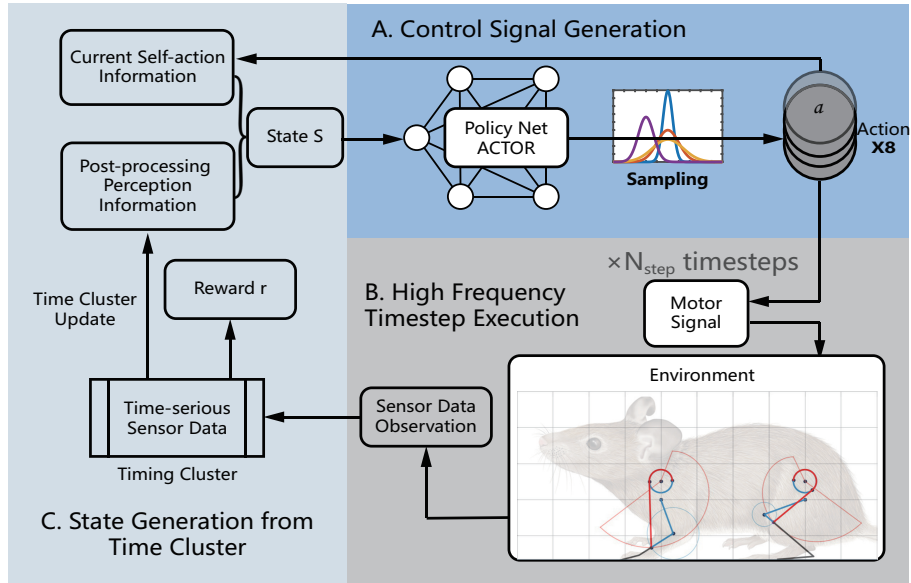 A. Control Signal Generation
Current Self-action
Information
State S
Post-processing
Perception
Information
Policy Net
ACTOR
Sampling
a
Action
X8
×Nstep timesteps
B. High Frequency
Timestep Execution
Motor
Signal
Environment
Sensor Data
Observation
Time Cluster
Update
Reward r
Time-serious
Sensor Data
Timing Cluster
C. State Generation from
Time Cluster